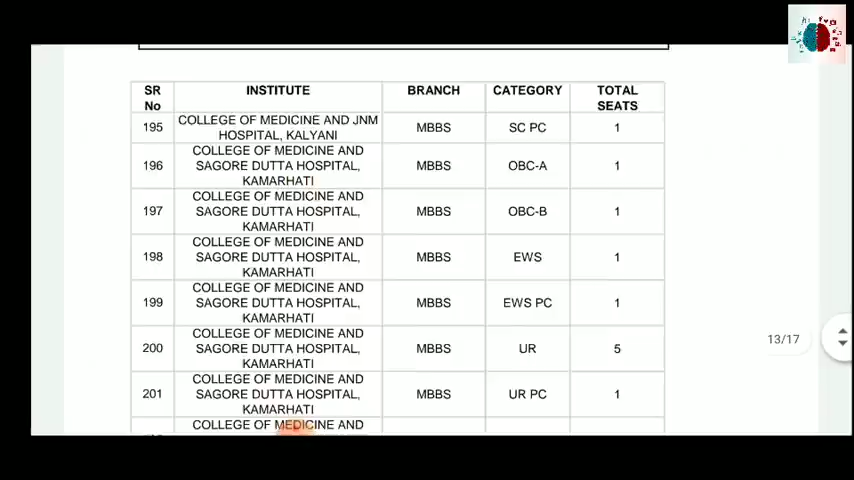 SR No INSTITUTE BRANCH CATEGORY TOTAL SEATS
195 COLLEGE OF MEDICINE AND JNM HOSPITAL, KALYANI MBBS SC PC 1
196 COLLEGE OF MEDICINE AND SAGORE DUTTA HOSPITAL, KAMARHATI MBBS OBC-A 1
197 COLLEGE OF MEDICINE AND SAGORE DUTTA HOSPITAL, KAMARHATI MBBS OBC-B 1
198 COLLEGE OF MEDICINE AND SAGORE DUTTA HOSPITAL, KAMARHATI MBBS EWS 1
199 COLLEGE OF MEDICINE AND SAGORE DUTTA HOSPITAL, KAMARHATI MBBS EWS PC 1
200 COLLEGE OF MEDICINE AND SAGORE DUTTA HOSPITAL, KAMARHATI MBBS UR 5
201 COLLEGE OF MEDICINE AND SAGORE DUTTA HOSPITAL, KAMARHATI MBBS UR PC 1
COLLEGE OF MEDICINE AND
13/17